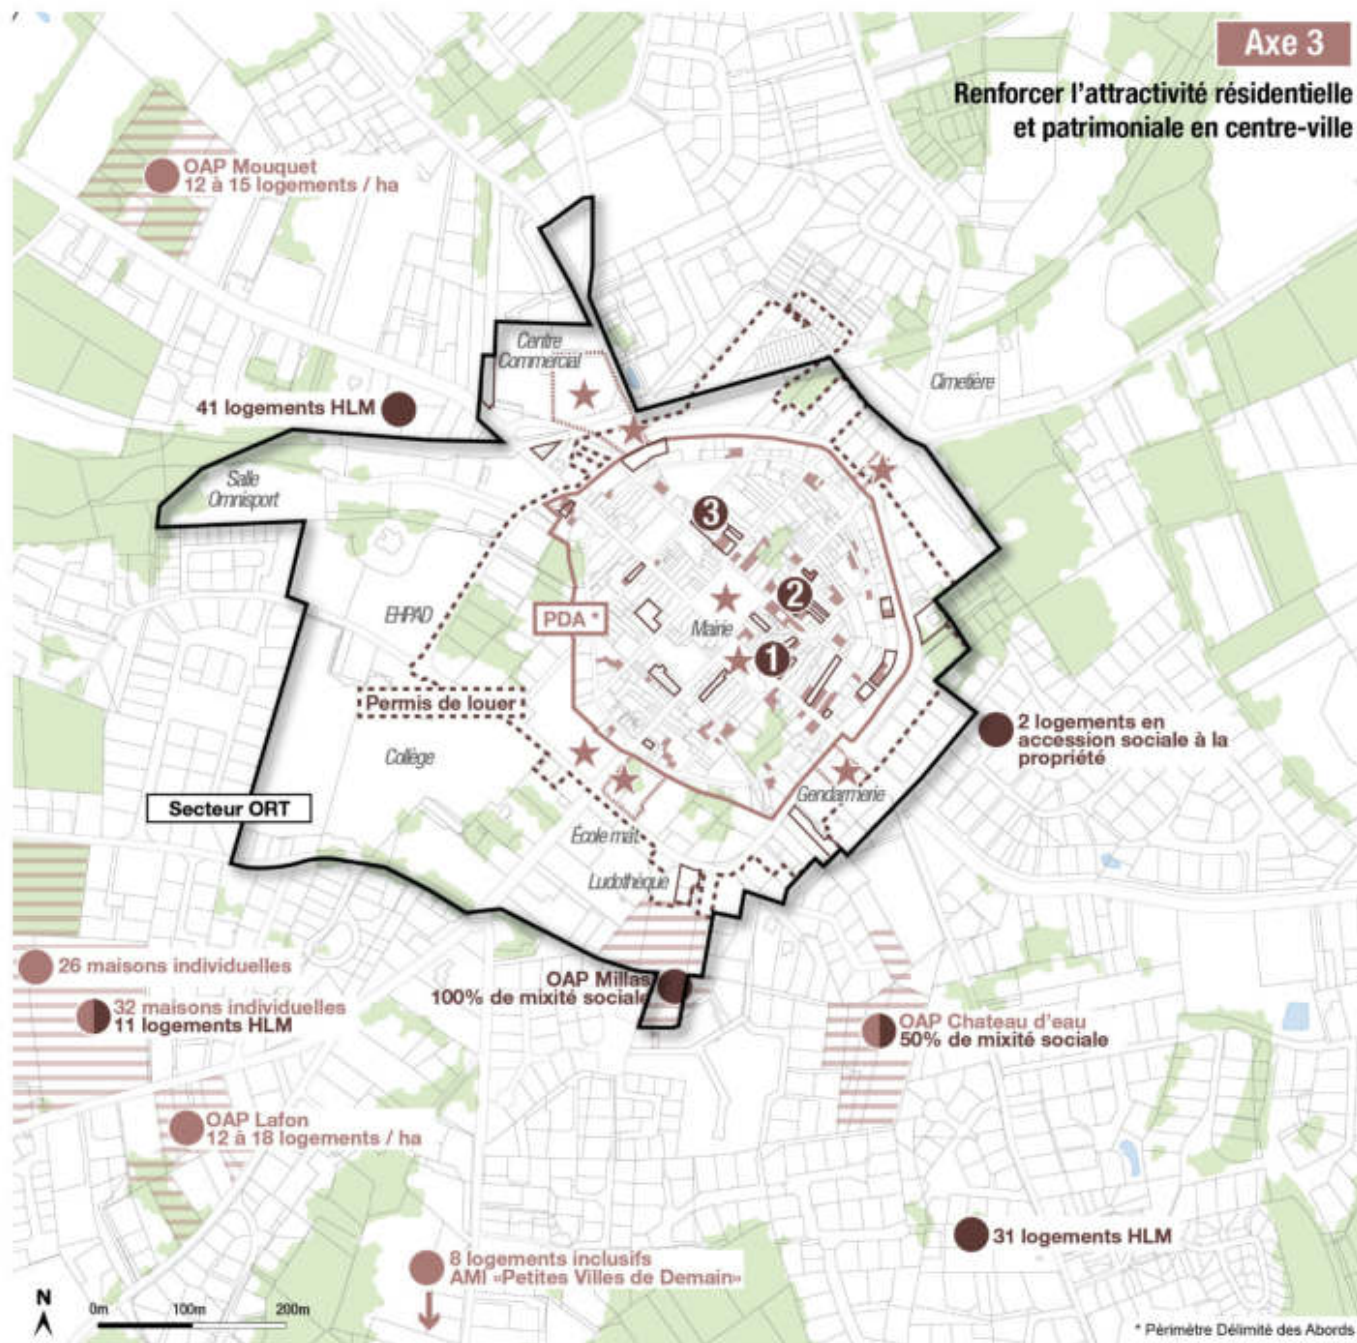 Axe 3
Renforcer l'attractivité résidentielle
et patrimoniale en centre-ville
OAP Mouquet
12 à 15 logements / ha
Centre
Commercial
Cimetière
41 logements HLM
Salle
Omnisport
3
EHPAD
PDA *
2
Mairie
1
Permis de louer
2 logements en
accession sociale à la
propriété
Collège
Secteur ORT
Gendarmerie
École mat.
Ludothèque
26 maisons individuelles
OAP Millas
100% de mixité sociale
32 maisons individuelles
11 logements HLM
OAP Chateau d'eau
50% de mixité sociale
OAP Lafon
12 à 18 logements / ha
31 logements HLM
8 logements inclusifs
AMI «Petites Villes de Demain»
N
0m 100m 200m
* Périmètre Délimité des Abords